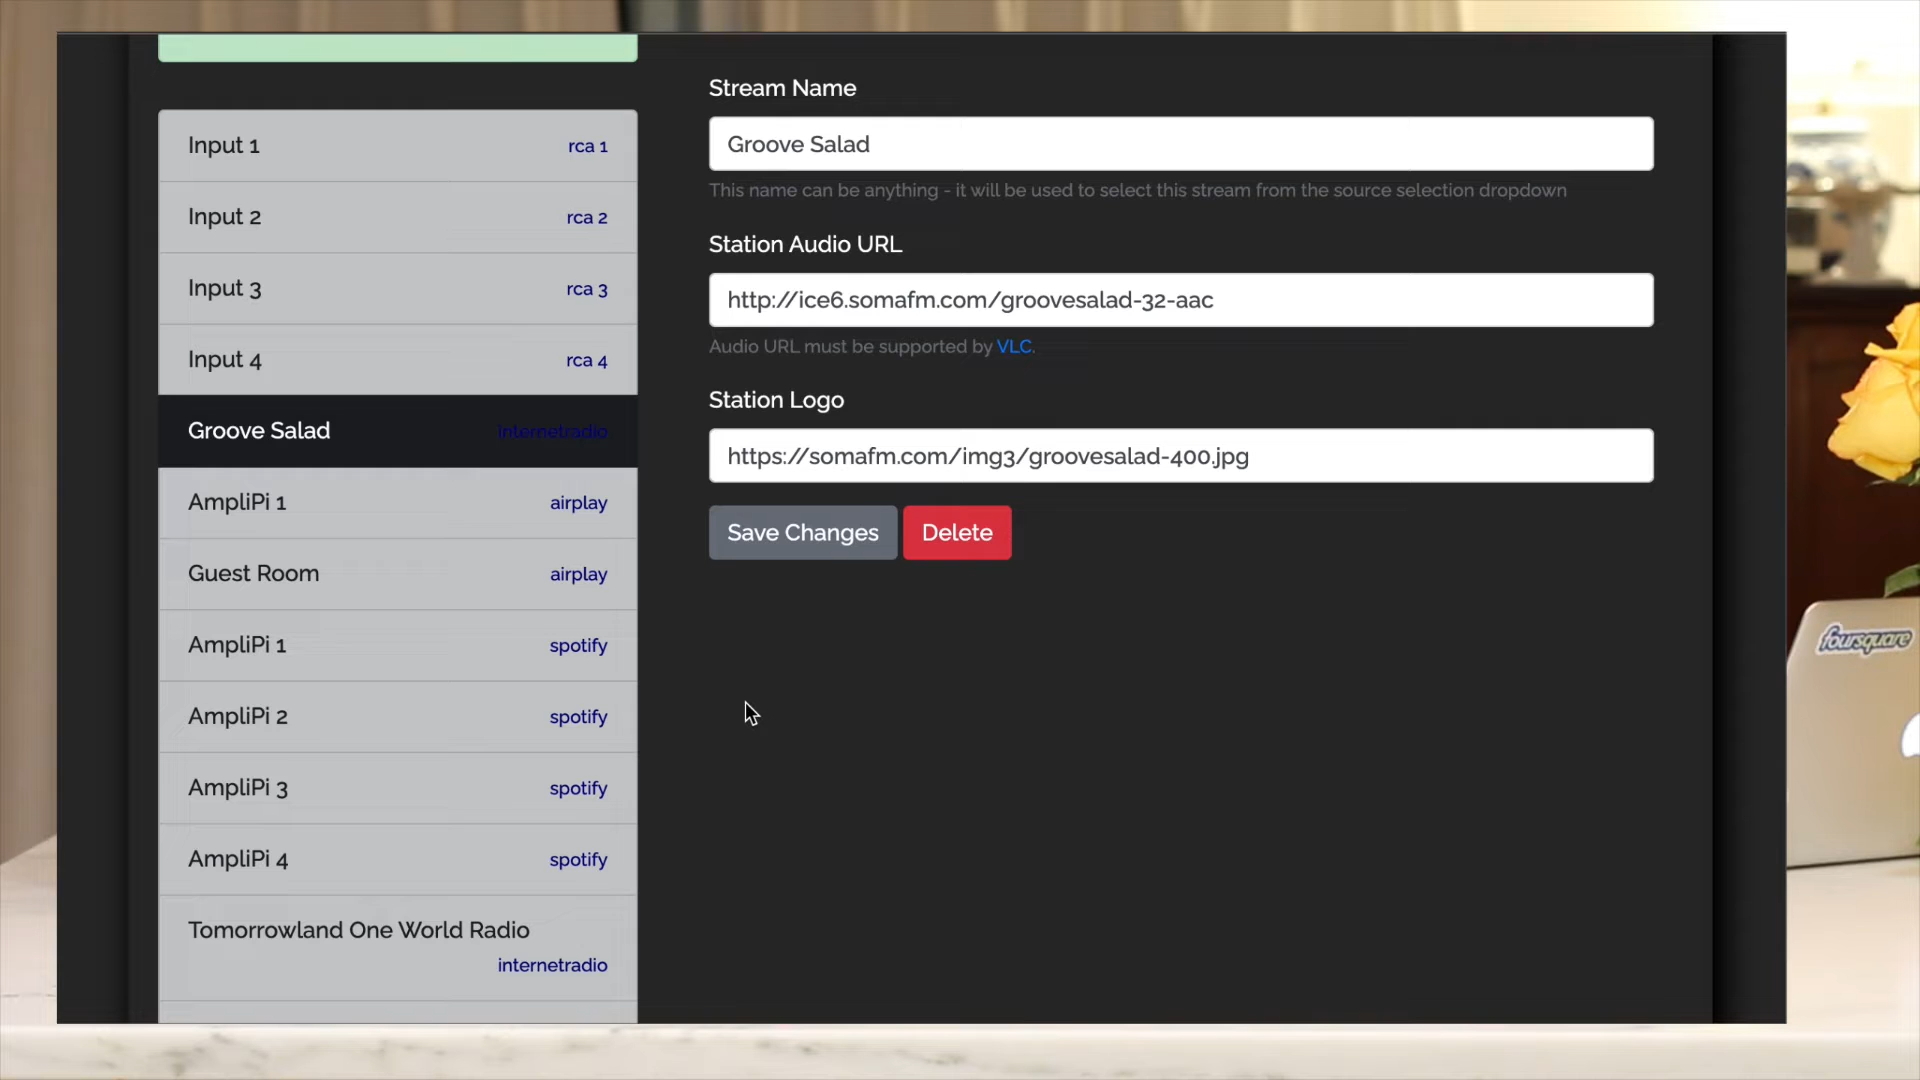 Input 1 rca 1
Input 2 rca 2
Input 3 rca 3
Input 4 rca 4
Groove Salad internetradio
AmpliPi 1 airplay
Guest Room airplay
AmpliPi 1 spotify
AmpliPi 2 spotify
AmpliPi 3 spotify
AmpliPi 4 spotify
Tomorrowland One World Radio
internetradio
Stream Name
Groove Salad
This name can be anything - it will be used to select this stream from the source selection dropdown
Station Audio URL
http://ice6.somafm.com/groovesalad-32-aac
Audio URL must be supported by VLC.
Station Logo
https://somafm.com/img3/groovesalad-400.jpg
Save Changes Delete
foursquare